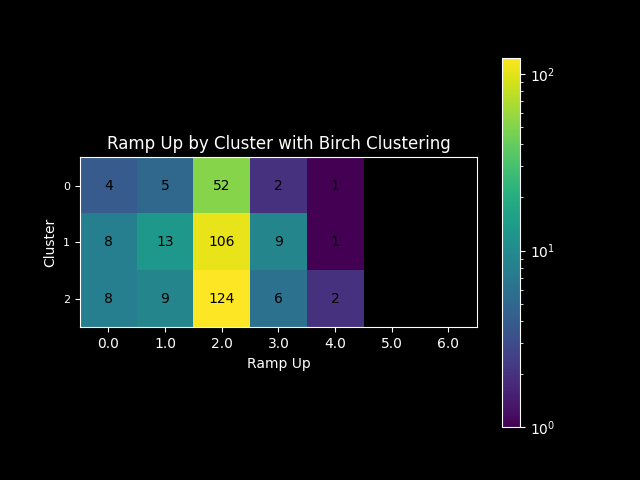 Ramp Up by Cluster with Birch Clustering
Cluster
0 4 5 52 2 1
1 8 13 106 9 1
2 8 9 124 6 2
0.0 1.0 2.0 3.0 4.0 5.0 6.0
Ramp Up
10²
10¹
10⁰